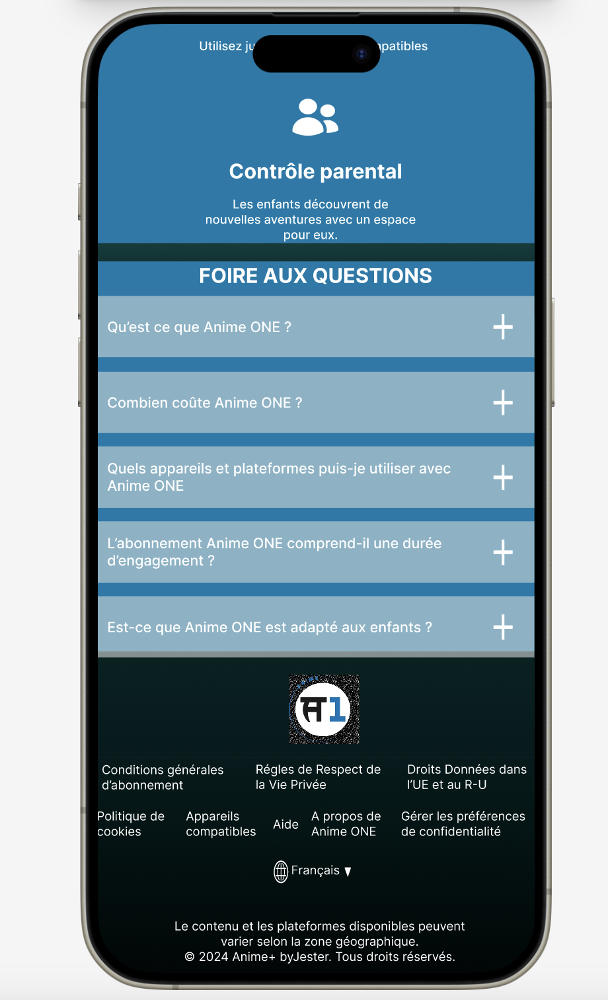 Utilisez
Contrôle parental
Les enfants découvrent de
nouvelles aventures avec un espace
pour eux.
FOIRE AUX QUESTIONS
Qu’est ce que Anime ONE ?
Combien coûte Anime ONE ?
Quels appareils et plateformes puis-je utiliser avec
Anime ONE
L’abonnement Anime ONE comprend-il une durée
d’engagement ?
Est-ce que Anime ONE est adapté aux enfants ?
ANIME
A1
Conditions générales
d’abonnement
Régles de Respect de
la Vie Privée
Droits Données dans
l’UE et au R-U
Politique de
cookies
Appareils
compatibles
Aide
A propos de
Anime ONE
Gérer les préférences
de confidentialité
Français
Le contenu et les plateformes disponibles peuvent
varier selon la zone géographique.
© 2024 Anime+ byJester. Tous droits réservés.